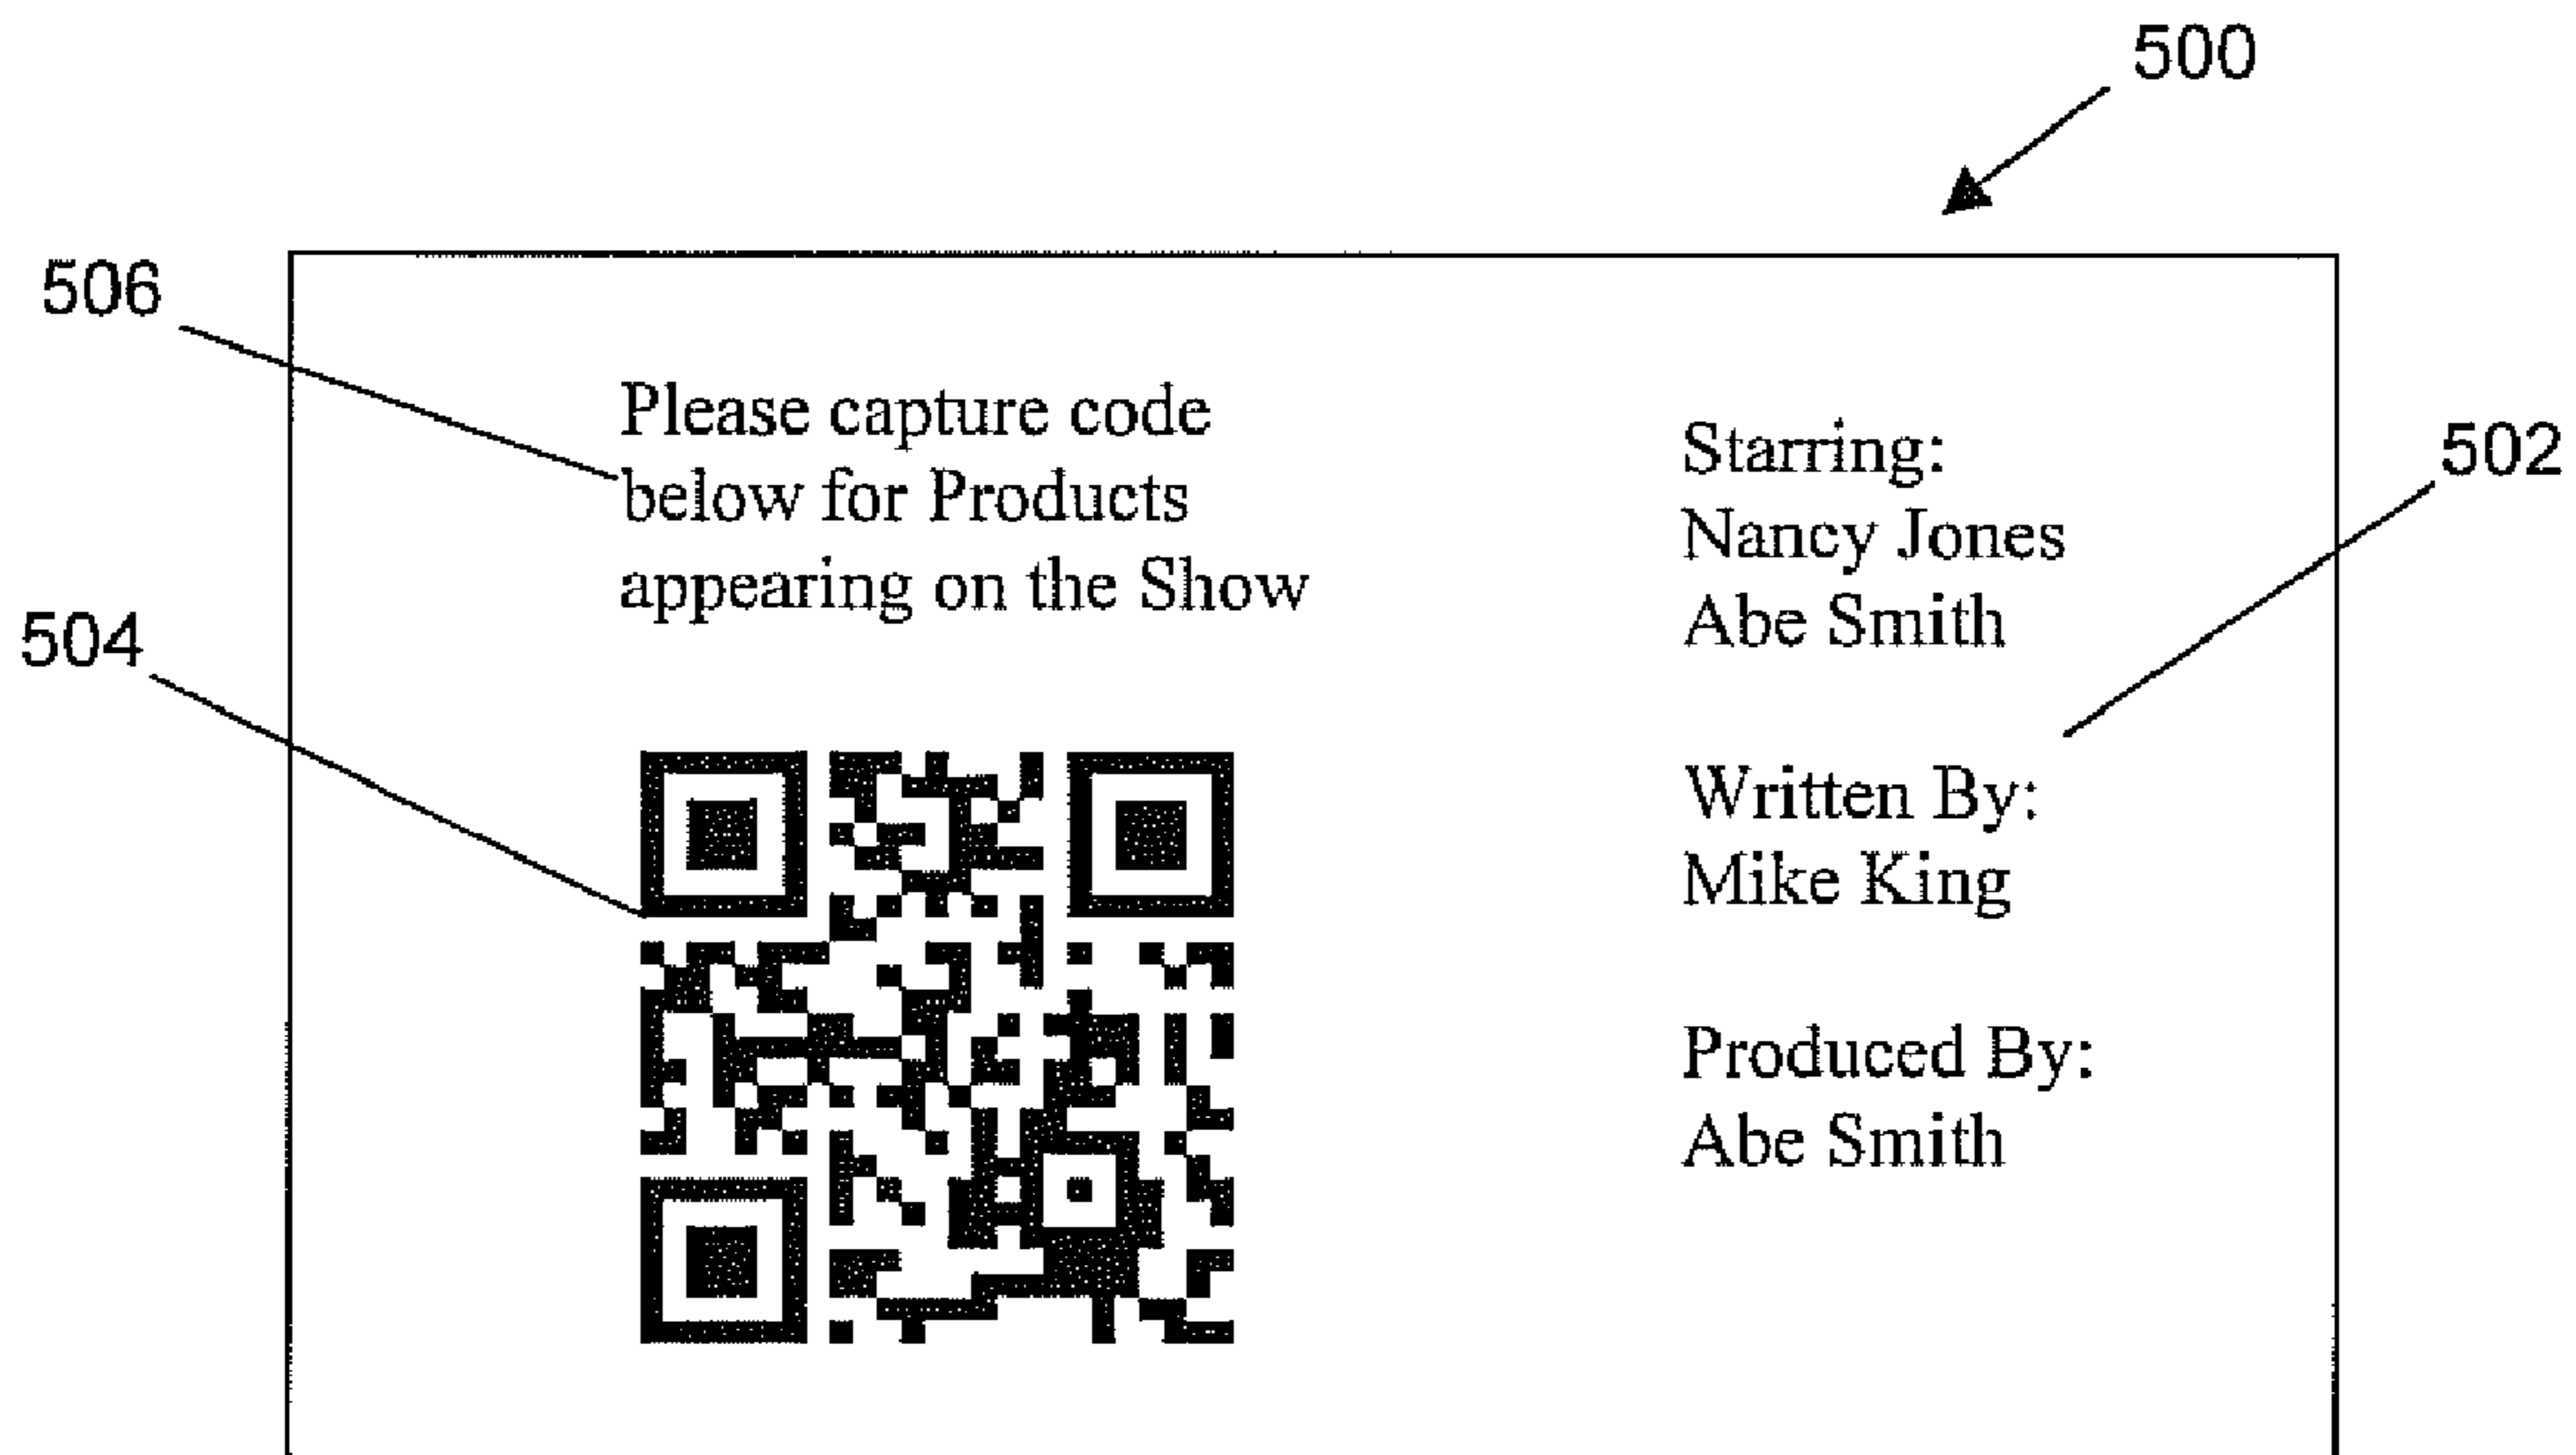 500
506
Please capture code
below for Products
appearing on the Show
504
Starring:
Nancy Jones
Abe Smith
502
Written By:
Mike King
Produced By:
Abe Smith